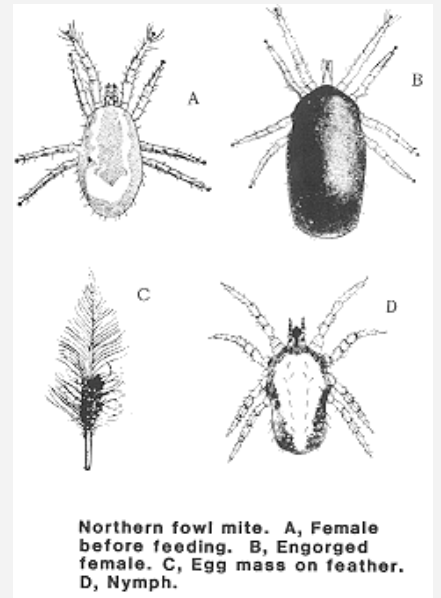 A
B
C
D
Northern fowl mite. A, Female
before feeding. B, Engorged
female. C, Egg mass on feather.
D, Nymph.